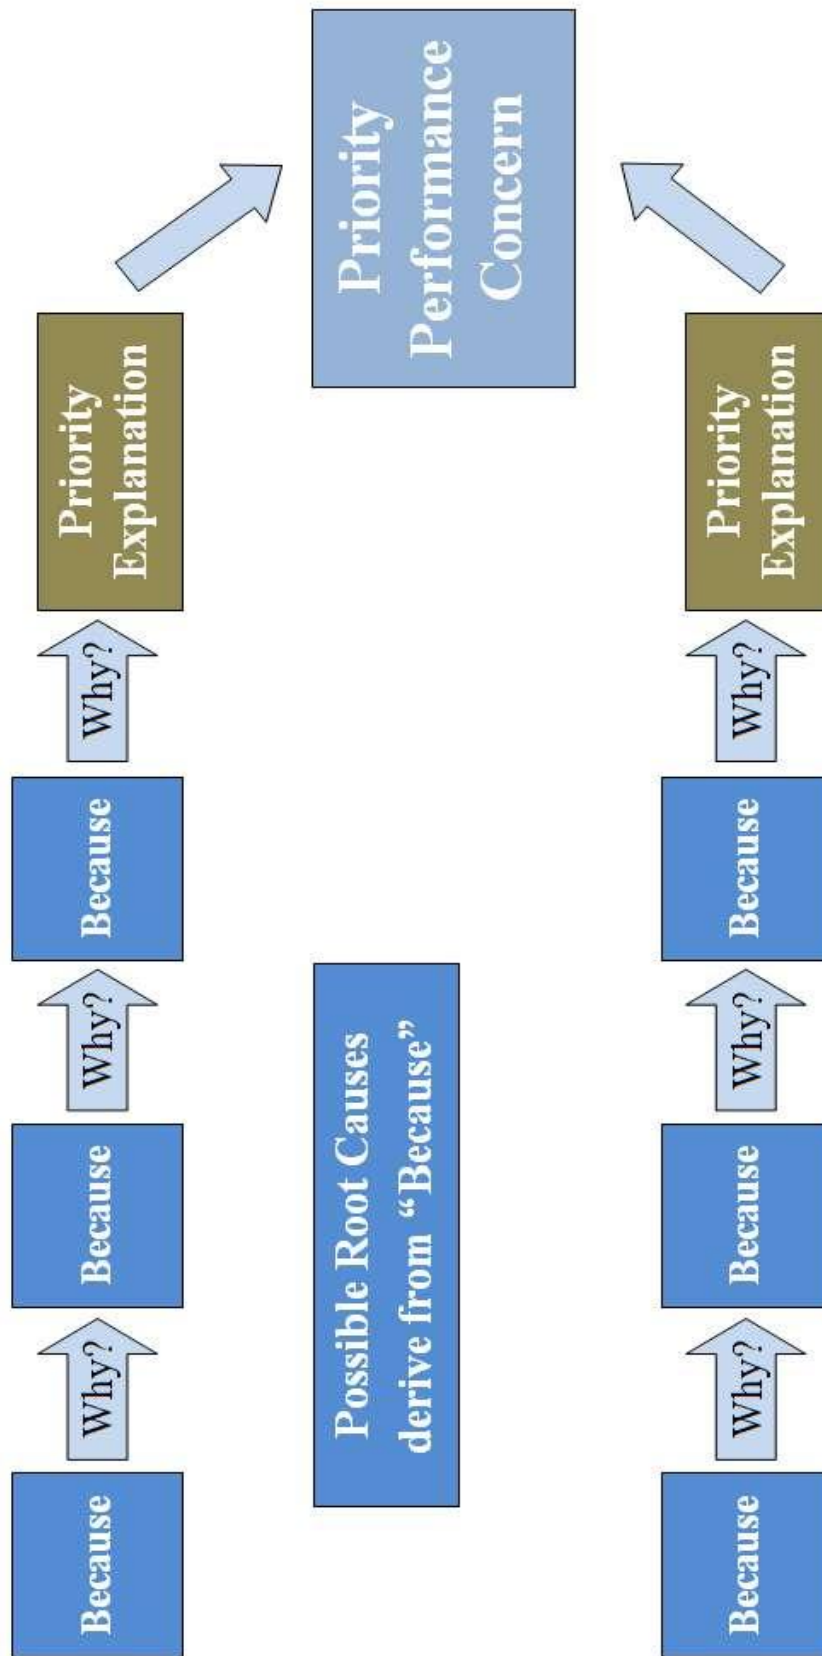 Because
Why?
Because
Why?
Because
Why?
Priority
Explanation
Possible Root Causes
derive from “Because”
Priority
Performance
Concern
Because
Why?
Because
Why?
Because
Why?
Priority
Explanation